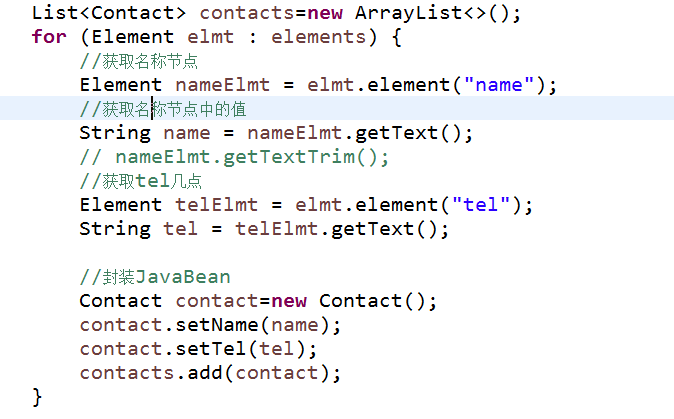 List<Contact> contacts=new ArrayList<>();
for (Element elmt : elements) {
    //获取名称节点
    Element nameElmt = elmt.element("name");
    //获取名称节点中的值
    String name = nameElmt.getText();
    // nameElmt.getTextTrim();
    //获取tel几点
    Element telElmt = elmt.element("tel");
    String tel = telElmt.getText();

    //封装JavaBean
    Contact contact=new Contact();
    contact.setName(name);
    contact.setTel(tel);
    contacts.add(contact);
}